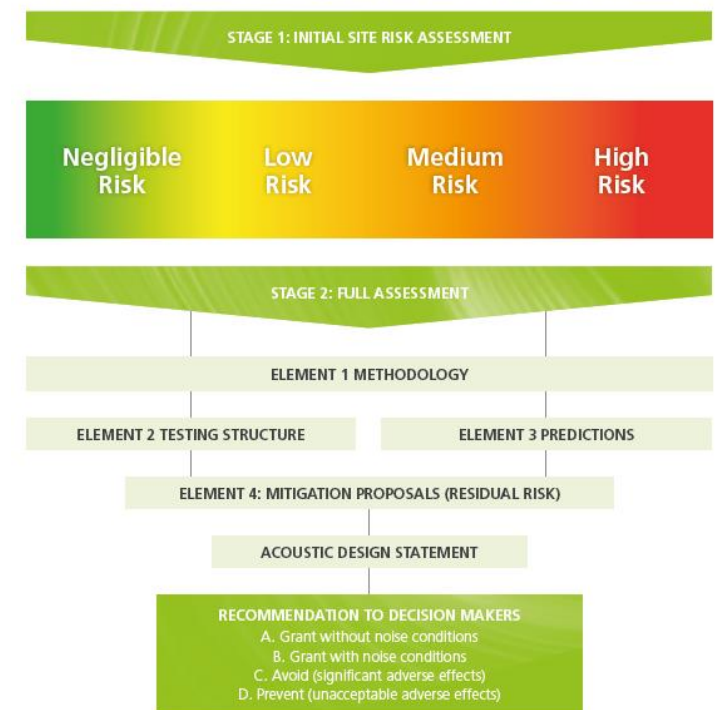 STAGE 1: INITIAL SITE RISK ASSESSMENT
Negligible Risk
Low Risk
Medium Risk
High Risk
STAGE 2: FULL ASSESSMENT
ELEMENT 1 METHODOLOGY
ELEMENT 2 TESTING STRUCTURE
ELEMENT 3 PREDICTIONS
ELEMENT 4: MITIGATION PROPOSALS (RESIDUAL RISK)
ACOUSTIC DESIGN STATEMENT
RECOMMENDATION TO DECISION MAKERS
A. Grant without noise conditions
B. Grant with noise conditions
C. Avoid (significant adverse effects)
D. Prevent (unacceptable adverse effects)